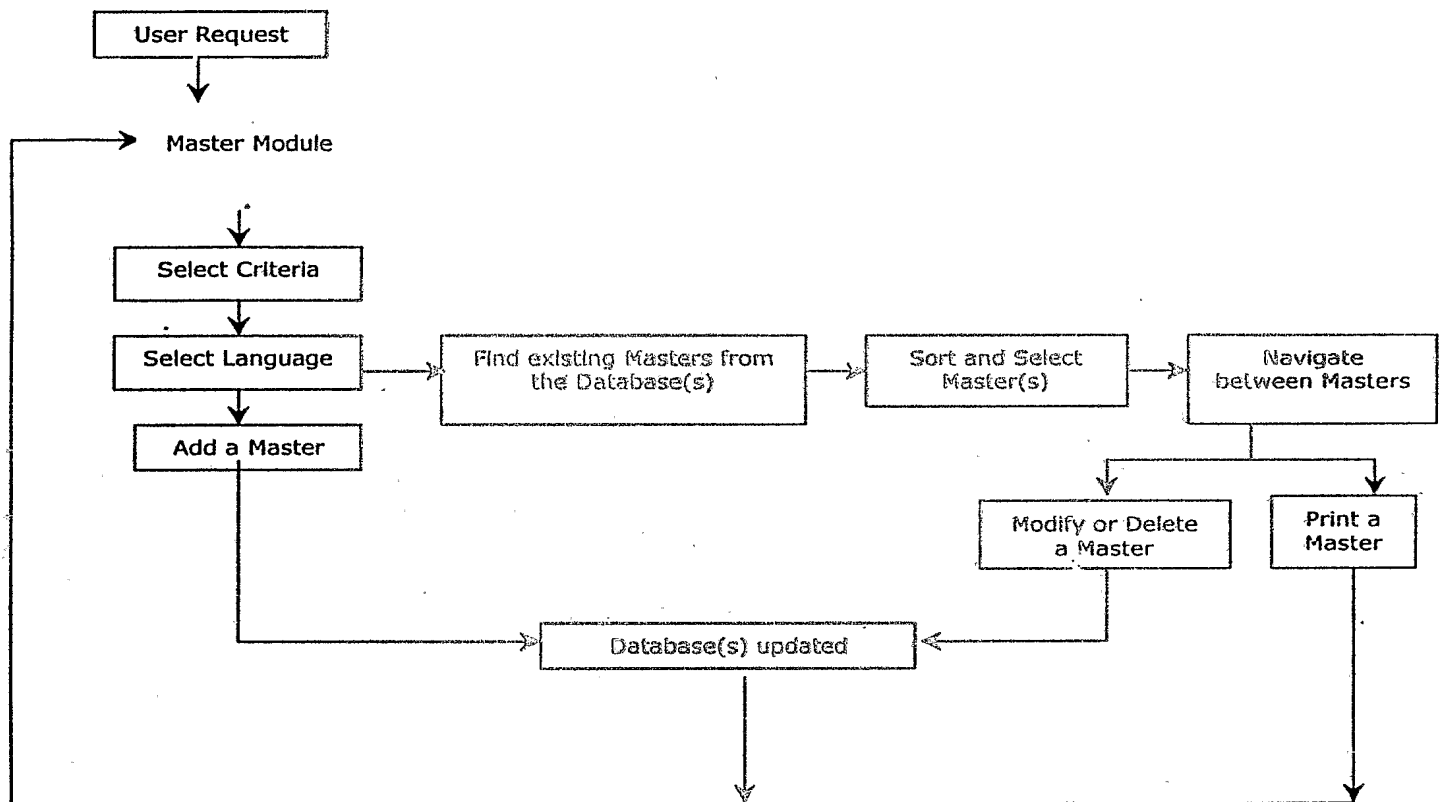 User Request
Master Module
Select Criteria
Select Language
Find existing Masters from
the Database(s)
Sort and Select
Master(s)
Navigate
between Masters
Add a Master
Modify or Delete
a Master
Print a
Master
Database(s) updated